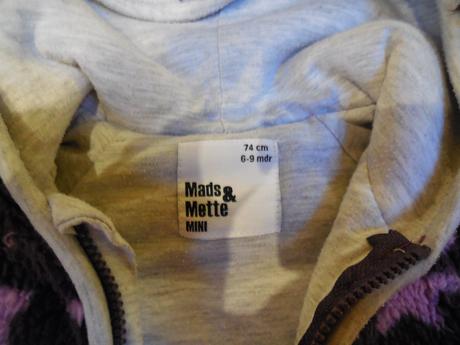 74 cm
6-9 mdr
Mads &
Mette
MINI